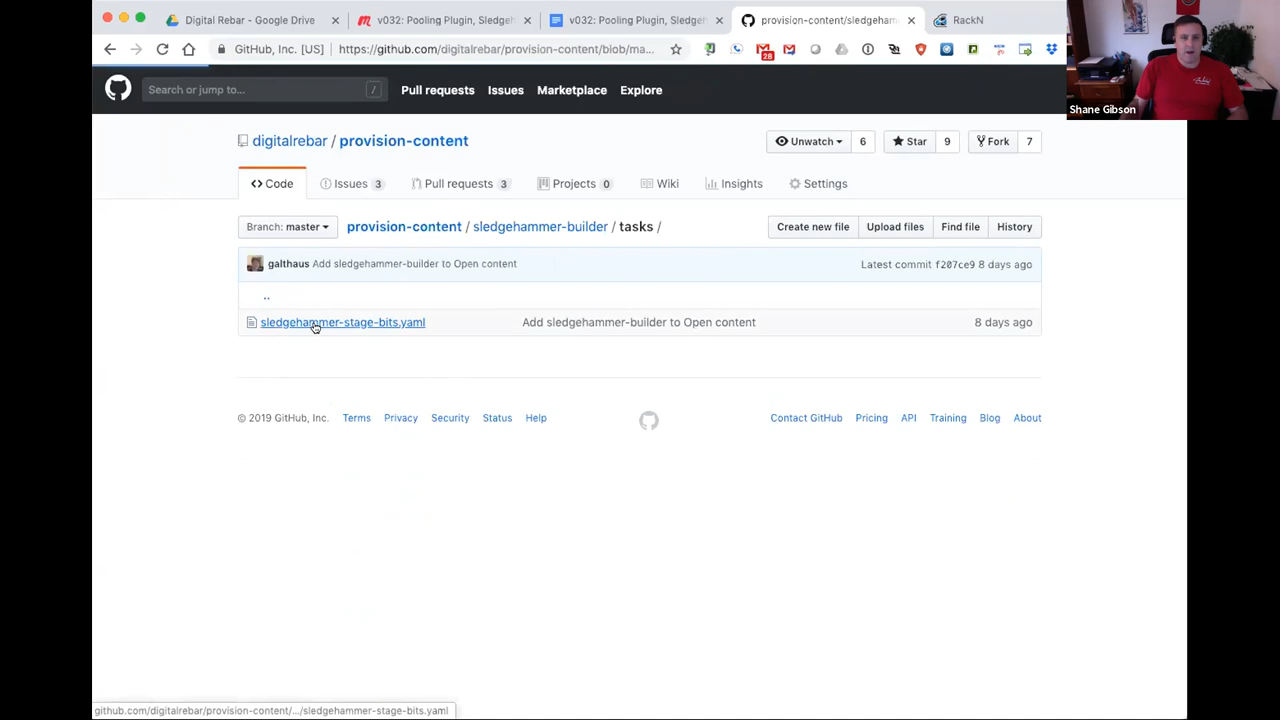 Digital Rebar - Google Drive
v032: Pooling Plugin, Sledgeh
v032: Pooling Plugin, Sledgeh
provision-content/sledgeham
RackN
GitHub, Inc. [US]
https://github.com/digitalrebar/provision-content/blob/ma...
28
Shane Gibson
Search or jump to...
/
Pull requests
Issues
Marketplace
Explore
digitalrebar / provision-content
Unwatch 6
Star 9
Fork 7
Code
Issues 3
Pull requests 3
Projects 0
Wiki
Insights
Settings
Branch: master
provision-content / sledgehammer-builder / tasks /
Create new file
Upload files
Find file
History
galthaus Add sledgehammer-builder to Open content
Latest commit f207ce9 8 days ago
..
sledgehammer-stage-bits.yaml
Add sledgehammer-builder to Open content
8 days ago
© 2019 GitHub, Inc.
Terms
Privacy
Security
Status
Help
Contact GitHub
Pricing
API
Training
Blog
About
github.com/digitalrebar/provision-content/.../sledgehammer-stage-bits.yaml